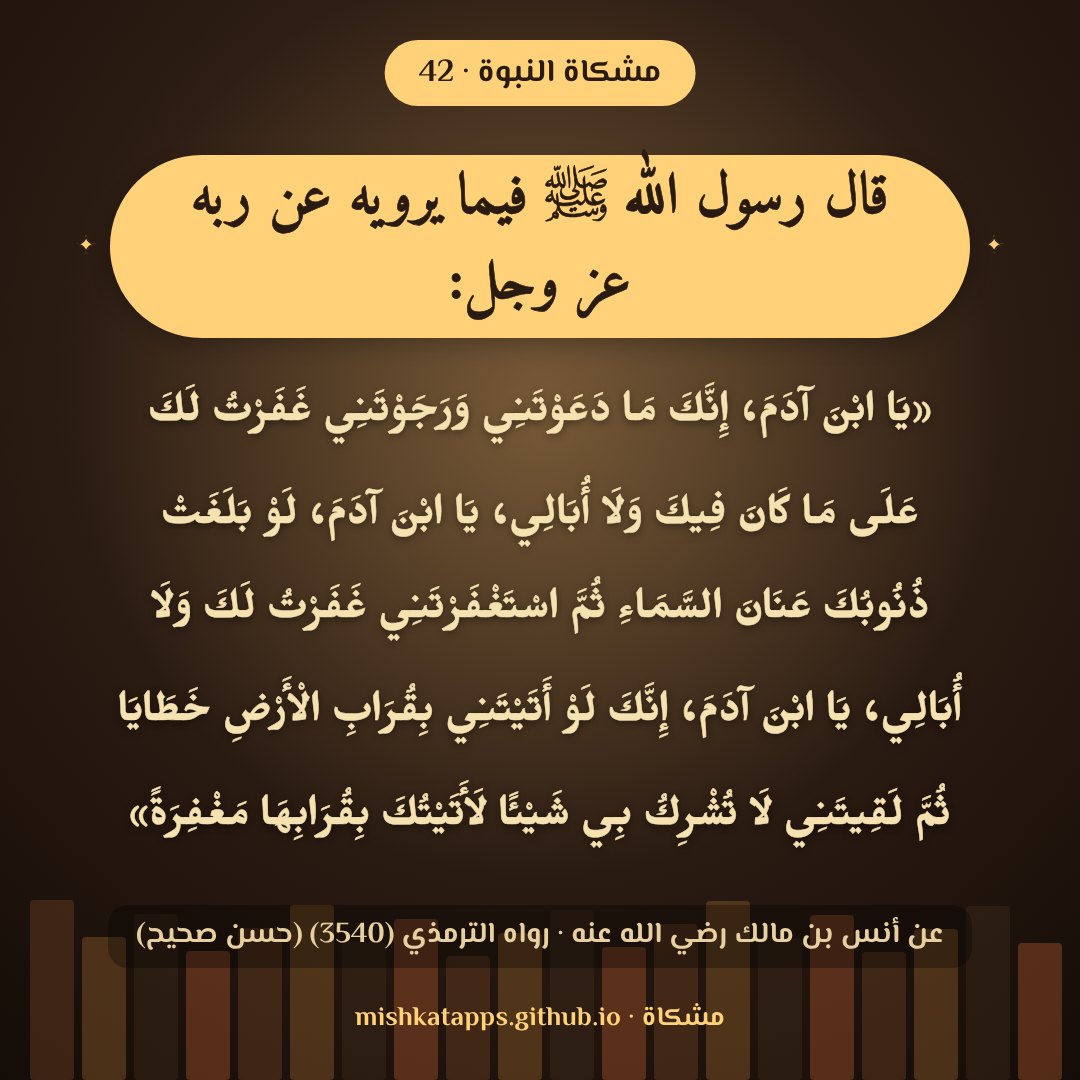 مشكاة النبوة · 42
قال رسول الله ﷺ فيما يرويه عن ربه
عز وجل:
«يَا ابْنَ آدَمَ، إِنَّكَ مَا دَعَوْتَنِي وَرَجَوْتَنِي غَفَرْتُ لَكَ
عَلَى مَا كَانَ فِيكَ وَلَا أُبَالِي، يَا ابْنَ آدَمَ، لَوْ بَلَغَتْ
ذُنُوبُكَ عَنَانَ السَّمَاءِ ثُمَّ اسْتَغْفَرْتَنِي غَفَرْتُ لَكَ وَلَا
أُبَالِي، يَا ابْنَ آدَمَ، إِنَّكَ لَوْ أَتَيْتَنِي بِقُرَابِ الْأَرْضِ خَطَايَا
ثُمَّ لَقِيتَنِي لَا تُشْرِكُ بِي شَيْئًا لَأَتَيْتُكَ بِقُرَابِهَا مَغْفِرَةً»
عن أنس بن مالك رضي الله عنه · رواه الترمذي (3540) (حسن صحيح)
مشكاة · mishkatapps.github.io